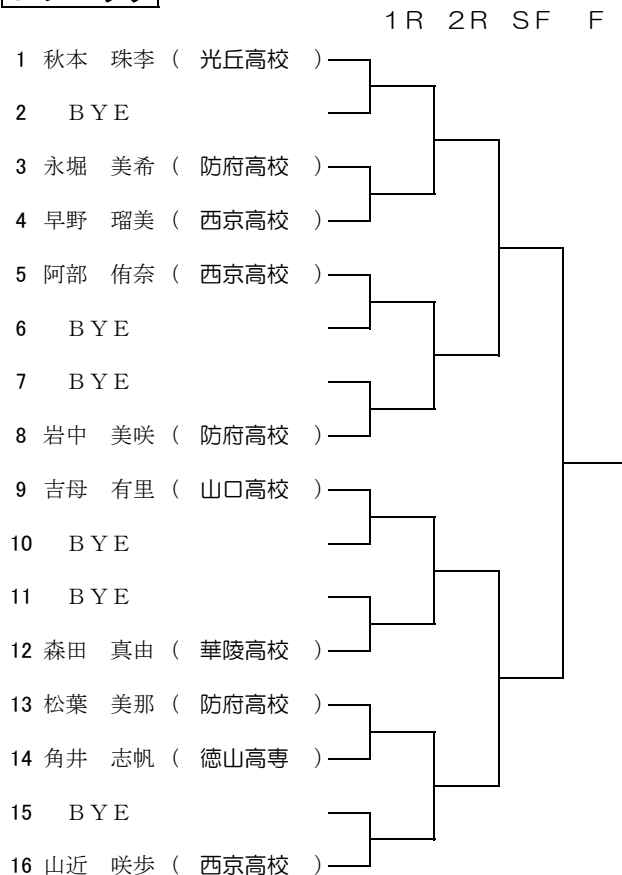 １Ｒ　２Ｒ　ＳＦ　Ｆ
1 秋本　珠李（　光丘高校　）
2　ＢＹＥ
3 永堀　美希（　防府高校　）
4 早野　瑠美（　西京高校　）
5 阿部　侑奈（　西京高校　）
6　ＢＹＥ
7　ＢＹＥ
8 岩中　美咲（　防府高校　）
9 吉母　有里（　山口高校　）
10　ＢＹＥ
11　ＢＹＥ
12 森田　真由（　華陵高校　）
13 松葉　美那（　防府高校　）
14 角井　志帆（　徳山高専　）
15　ＢＹＥ
16 山近　咲歩（　西京高校　）